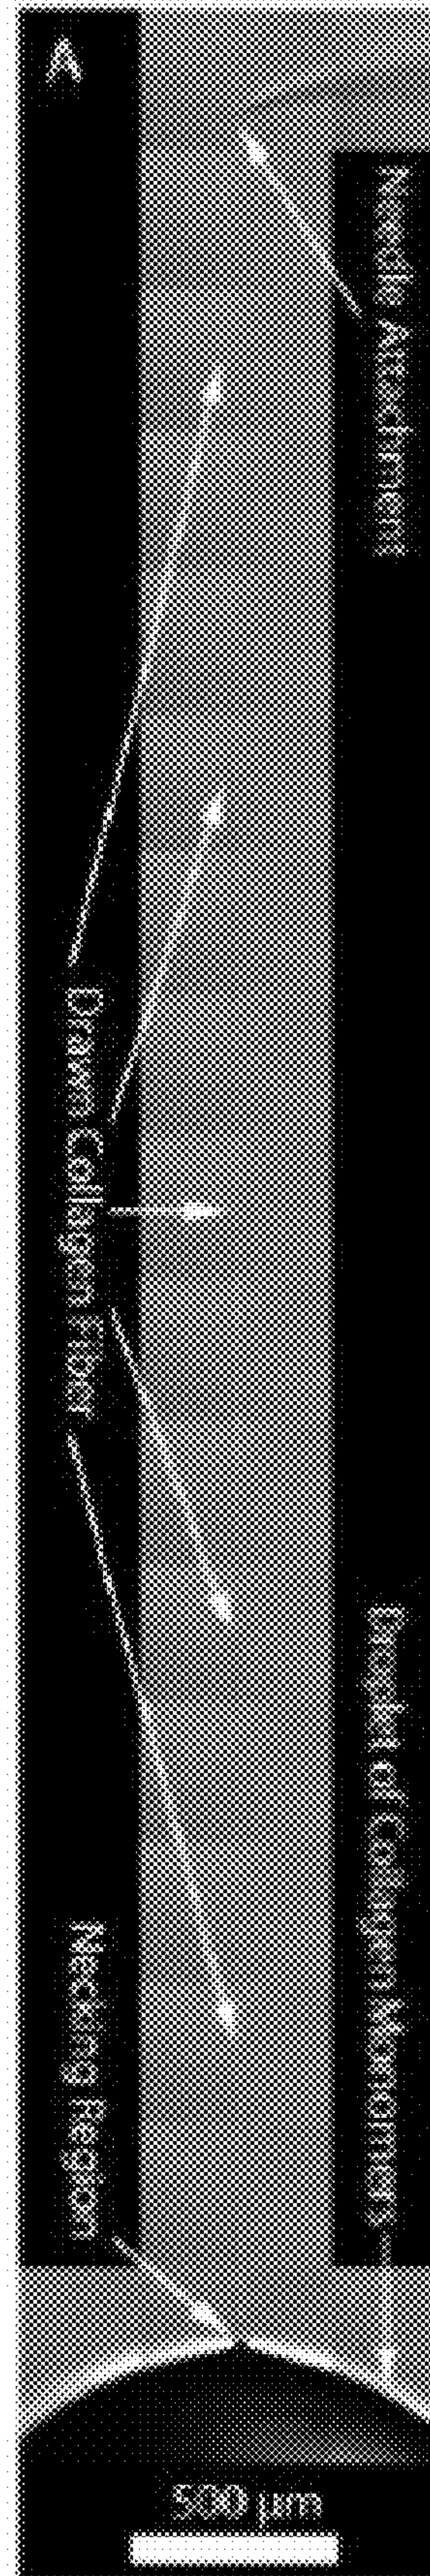 A
Needle Attachment
Drawn Collagen Fiber
Droplet of Collagen Monomers
Necking Region
500 µm